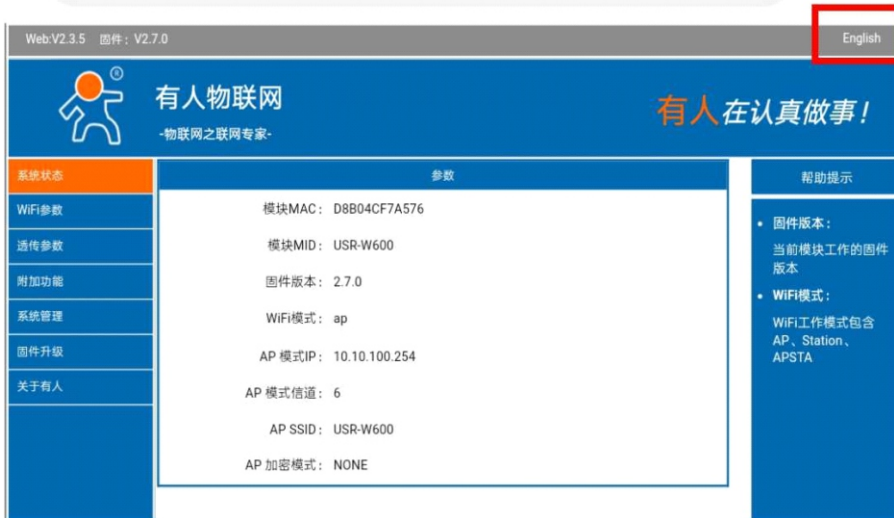 Web:V2.3.5 固件：V2.7.0
English
®
有人物联网
-物联网之联网专家-
有人在认真做事！
系统状态
WiFi参数
透传参数
附加功能
系统管理
固件升级
关于有人
参数
模块MAC： D8B04CF7A576
模块MID： USR-W600
固件版本： 2.7.0
WiFi模式： ap
AP 模式IP： 10.10.100.254
AP 模式信道： 6
AP SSID： USR-W600
AP 加密模式： NONE
帮助提示
• 固件版本：
当前模块工作的固件
版本
• WiFi模式：
WiFi工作模式包含
AP、Station、
APSTA